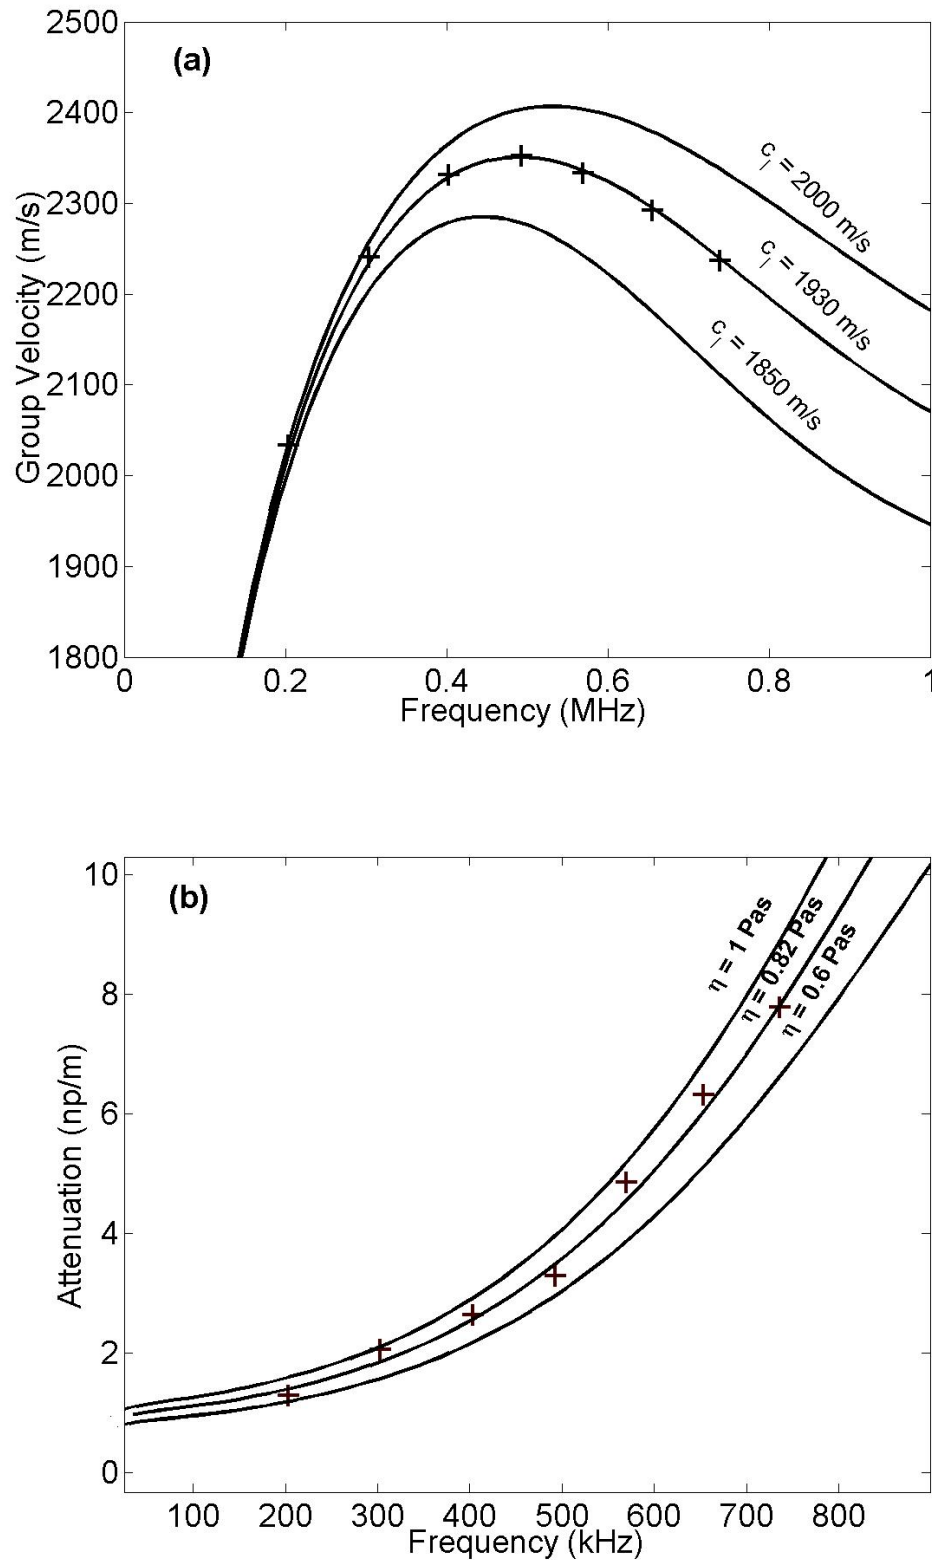 (a)
2500
2400
2300
2200
2100
2000
1900
1800
Group Velocity (m/s)
c_l = 2000 m/s
c_l = 1930 m/s
c_l = 1850 m/s
0 0.2 0.4 0.6 0.8 1
Frequency (MHz)
(b)
10
8
6
4
2
0
Attenuation (np/m)
η = 1 Pas
η = 0.82 Pas
η = 0.6 Pas
100 200 300 400 500 600 700 800
Frequency (kHz)